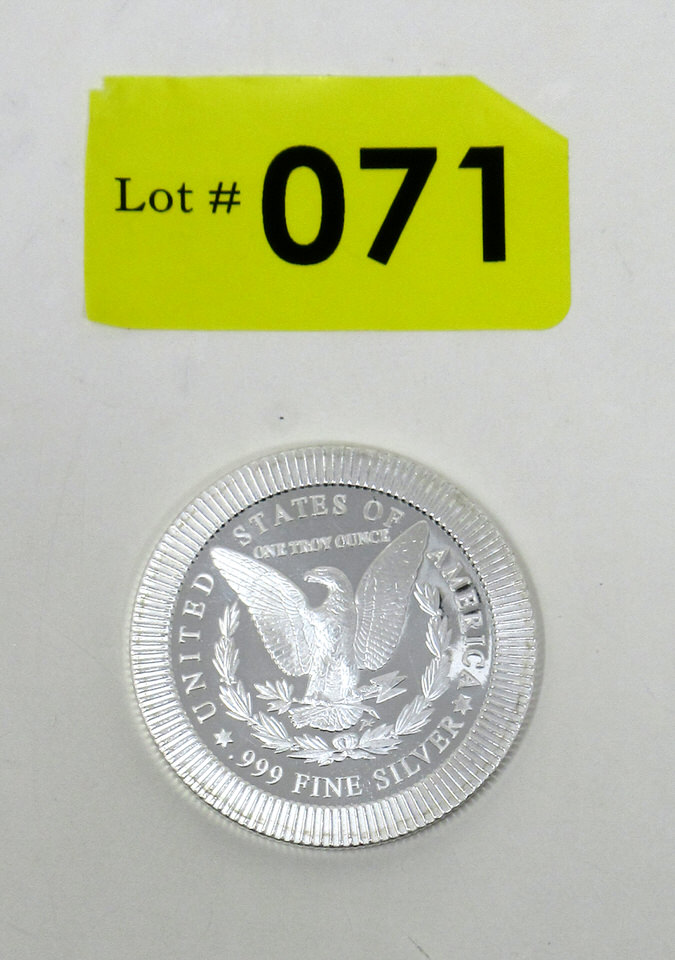 Lot # 071
UNITED STATES OF AMERICA
ONE TROY OUNCE
.999 FINE SILVER